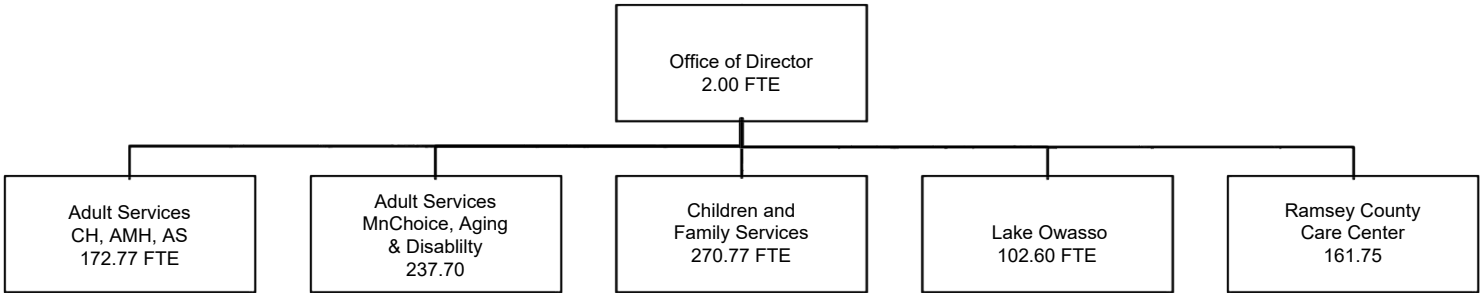 Office of Director
2.00 FTE
Adult Services
CH, AMH, AS
172.77 FTE
Adult Services
MnChoice, Aging
& Disablilty
237.70
Children and
Family Services
270.77 FTE
Lake Owasso
102.60 FTE
Ramsey County
Care Center
161.75